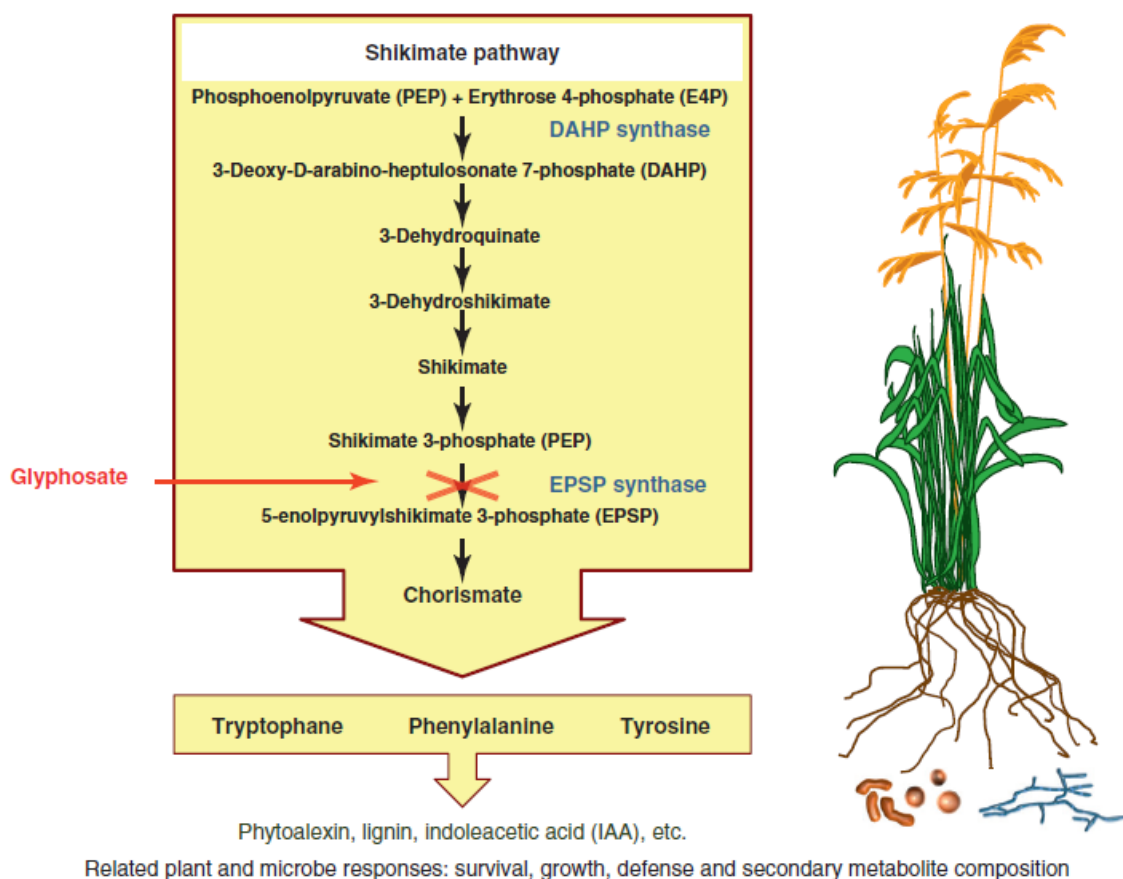 Shikimate pathway
Phosphoenolpyruvate (PEP) + Erythrose 4-phosphate (E4P)
DAHP synthase
3-Deoxy-D-arabino-heptulosonate 7-phosphate (DAHP)
3-Dehydroquinate
3-Dehydroshikimate
Shikimate
Shikimate 3-phosphate (PEP)
Glyphosate
EPSP synthase
5-enolpyruvylshikimate 3-phosphate (EPSP)
Chorismate
Tryptophane Phenylalanine Tyrosine
Phytoalexin, lignin, indoleacetic acid (IAA), etc.
Related plant and microbe responses: survival, growth, defense and secondary metabolite composition